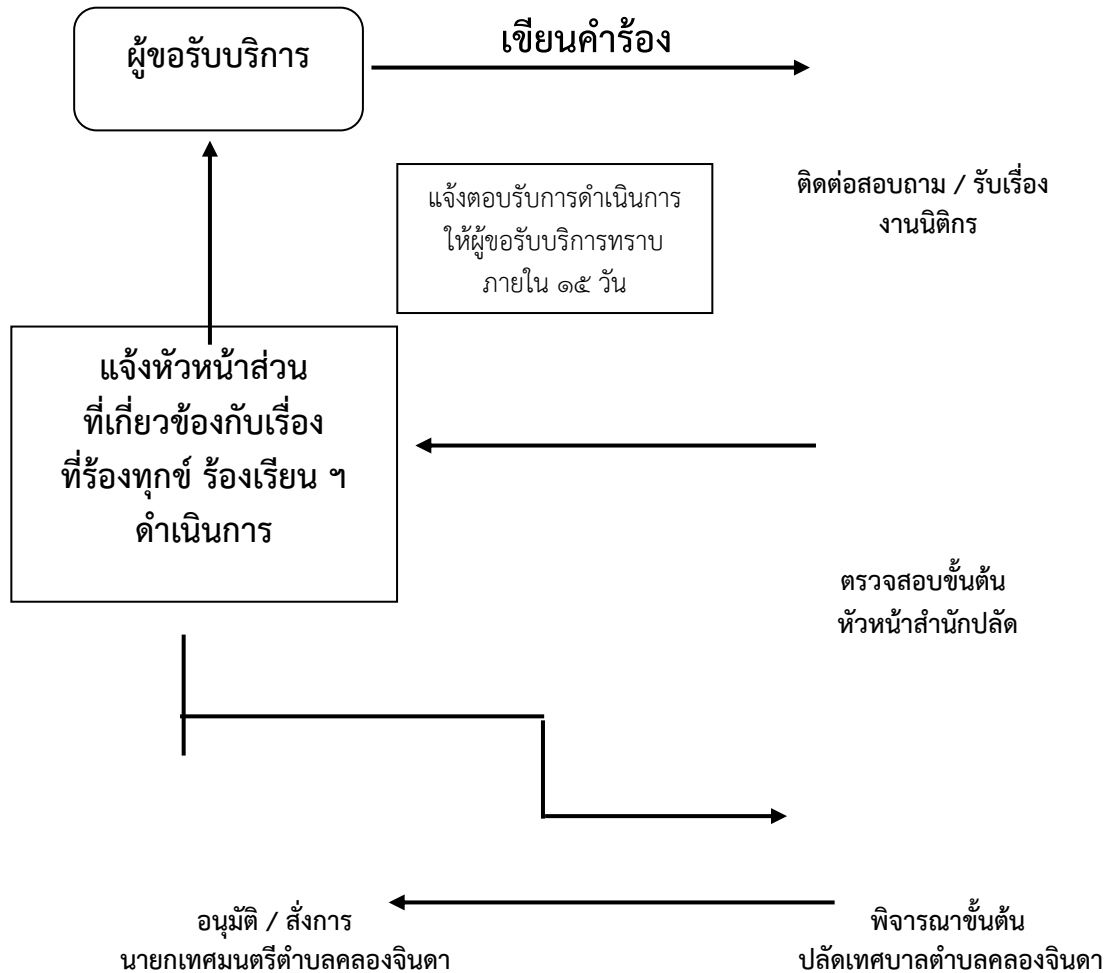 ผู้ขอรับบริการ
เขียนคำร้อง
แจ้งตอบรับการดำเนินการ
ให้ผู้ขอรับบริการทราบ
ภายใน ๑๕ วัน
ติดต่อสอบถาม / รับเรื่อง
งานนิติกร
แจ้งหัวหน้าส่วน
ที่เกี่ยวข้องกับเรื่อง
ที่ร้องทุกข์ ร้องเรียน ฯ
ดำเนินการ
ตรวจสอบขั้นต้น
หัวหน้าสำนักปลัด
อนุมัติ / สั่งการ
นายกเทศมนตรีตำบลคลองจินดา
พิจารณาขั้นต้น
ปลัดเทศบาลตำบลคลองจินดา